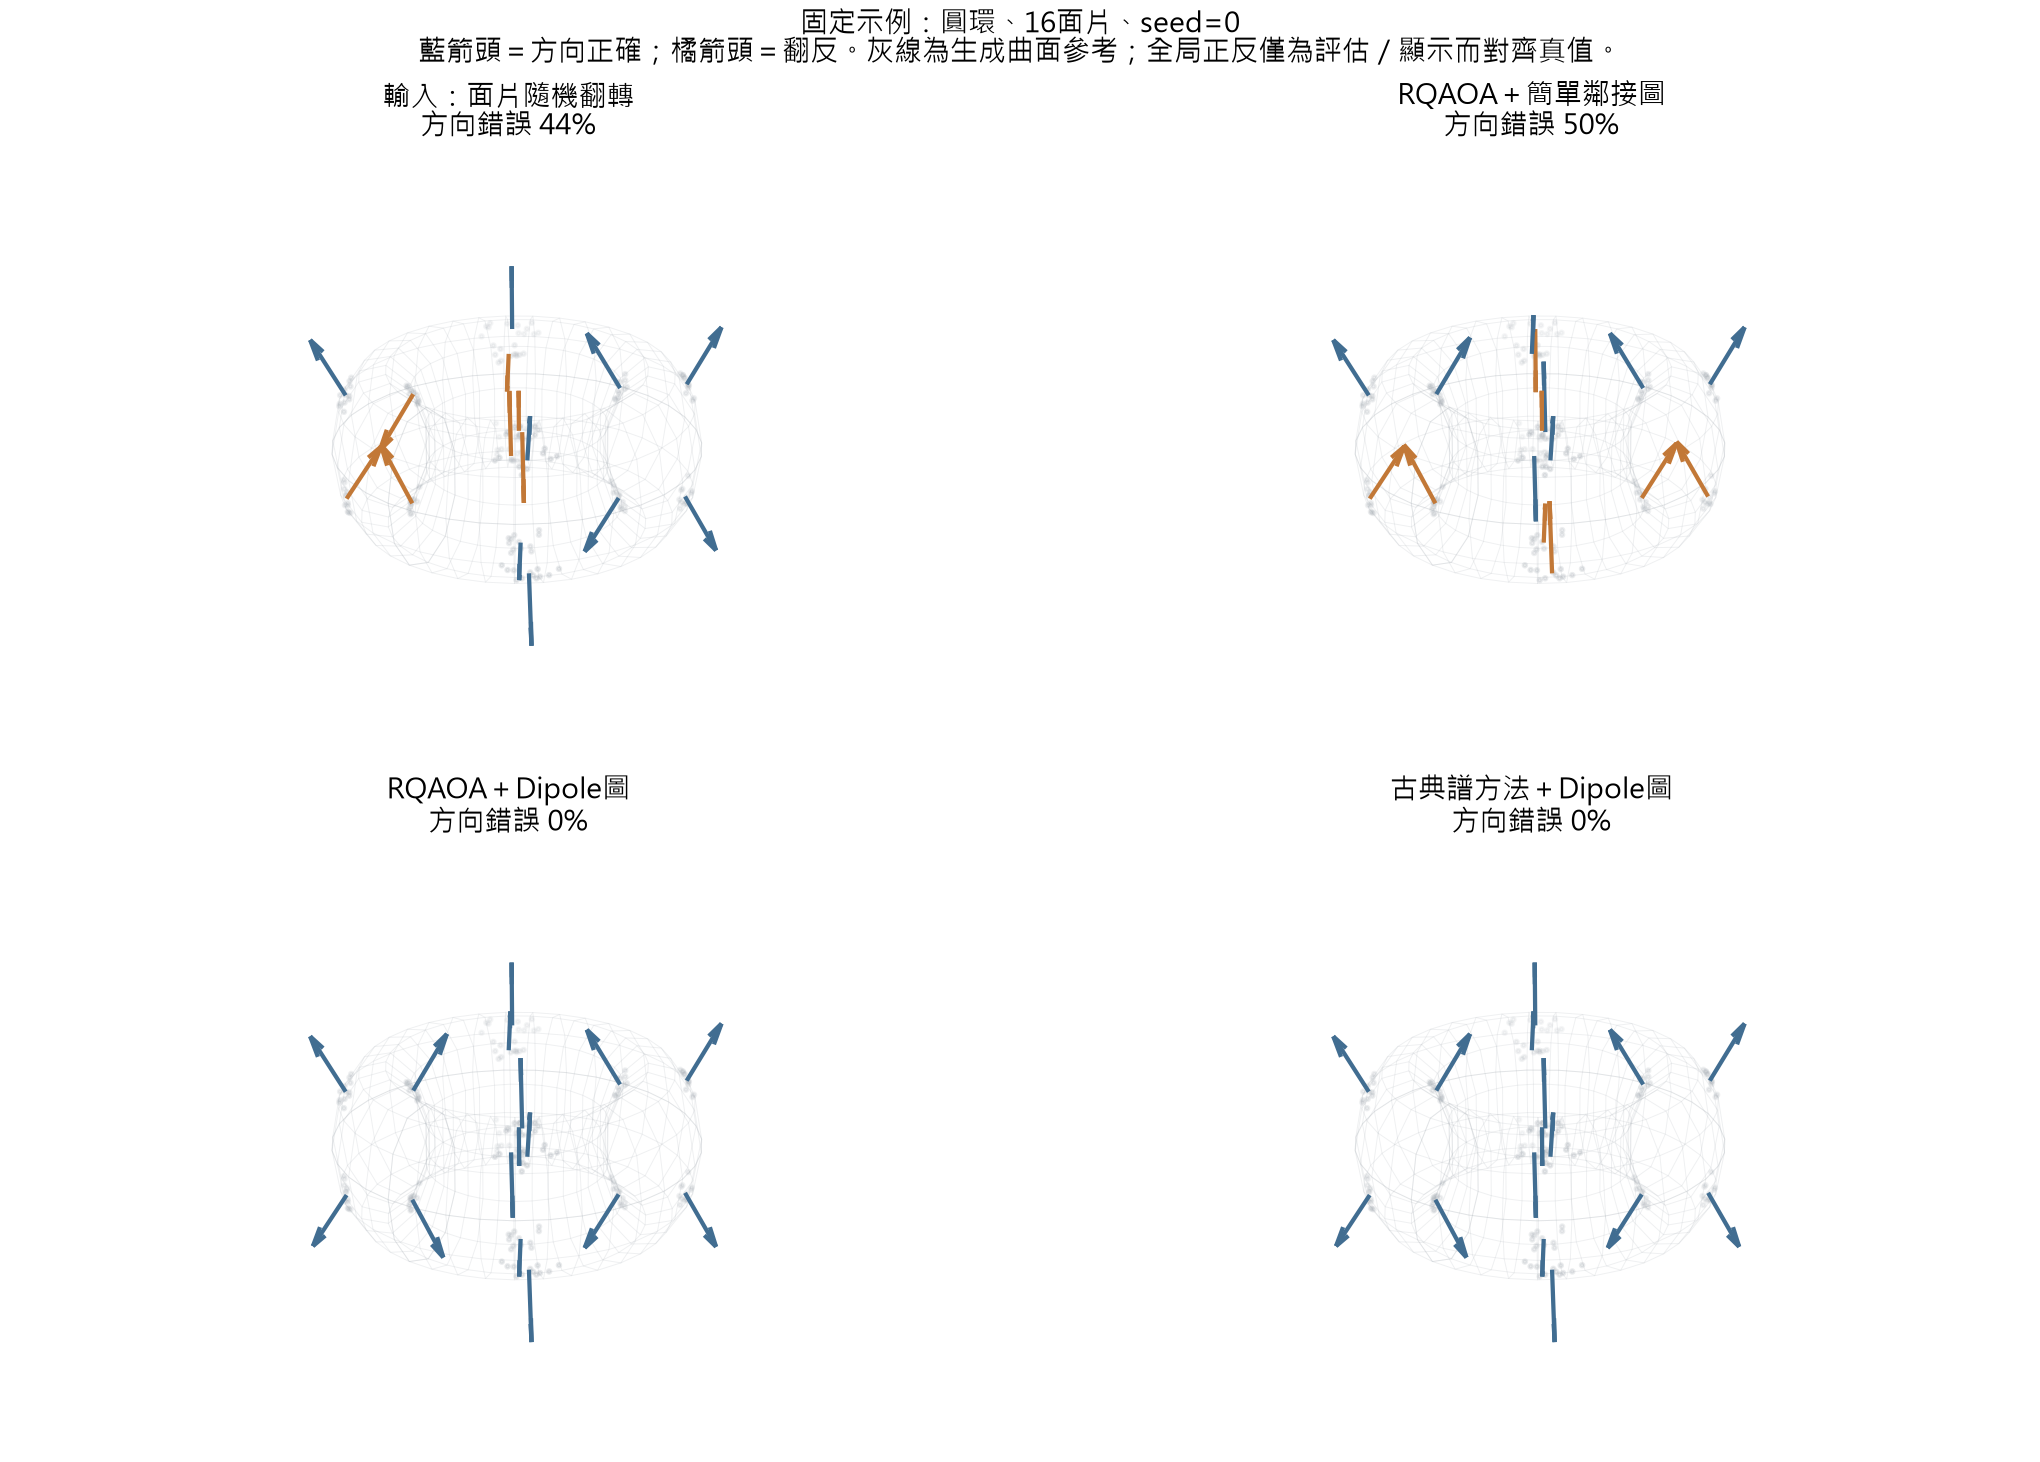 固定示例：圓環、16面片、seed=0
藍箭頭＝方向正確；橘箭頭＝翻反。灰線為生成曲面參考；全局正反僅為評估 / 顯示而對齊真值。
輸入：面片隨機翻轉
方向錯誤 44%
RQAOA＋簡單鄰接圖
方向錯誤 50%
RQAOA＋Dipole圖
方向錯誤 0%
古典譜方法＋Dipole圖
方向錯誤 0%